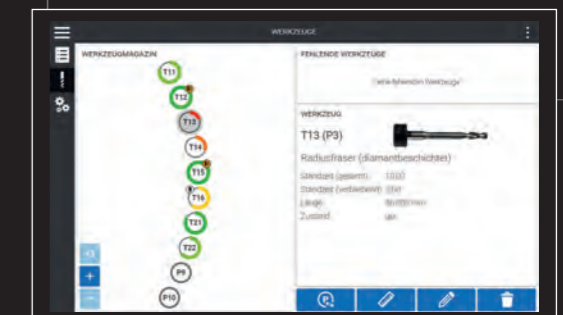 WERKZEUGE
WERKZEUGMAGAZIN
T11
T12
T13
T14
T15
T16
T21
T22
P9
P10
FEHLENDE WERKZEUGE
WERKZEUG
T13 (P3)
Radiusfräser (diamantbeschichtet)
Standzeit (gesamt):
Standzeit (verbleibend):
Länge:
Zustand: